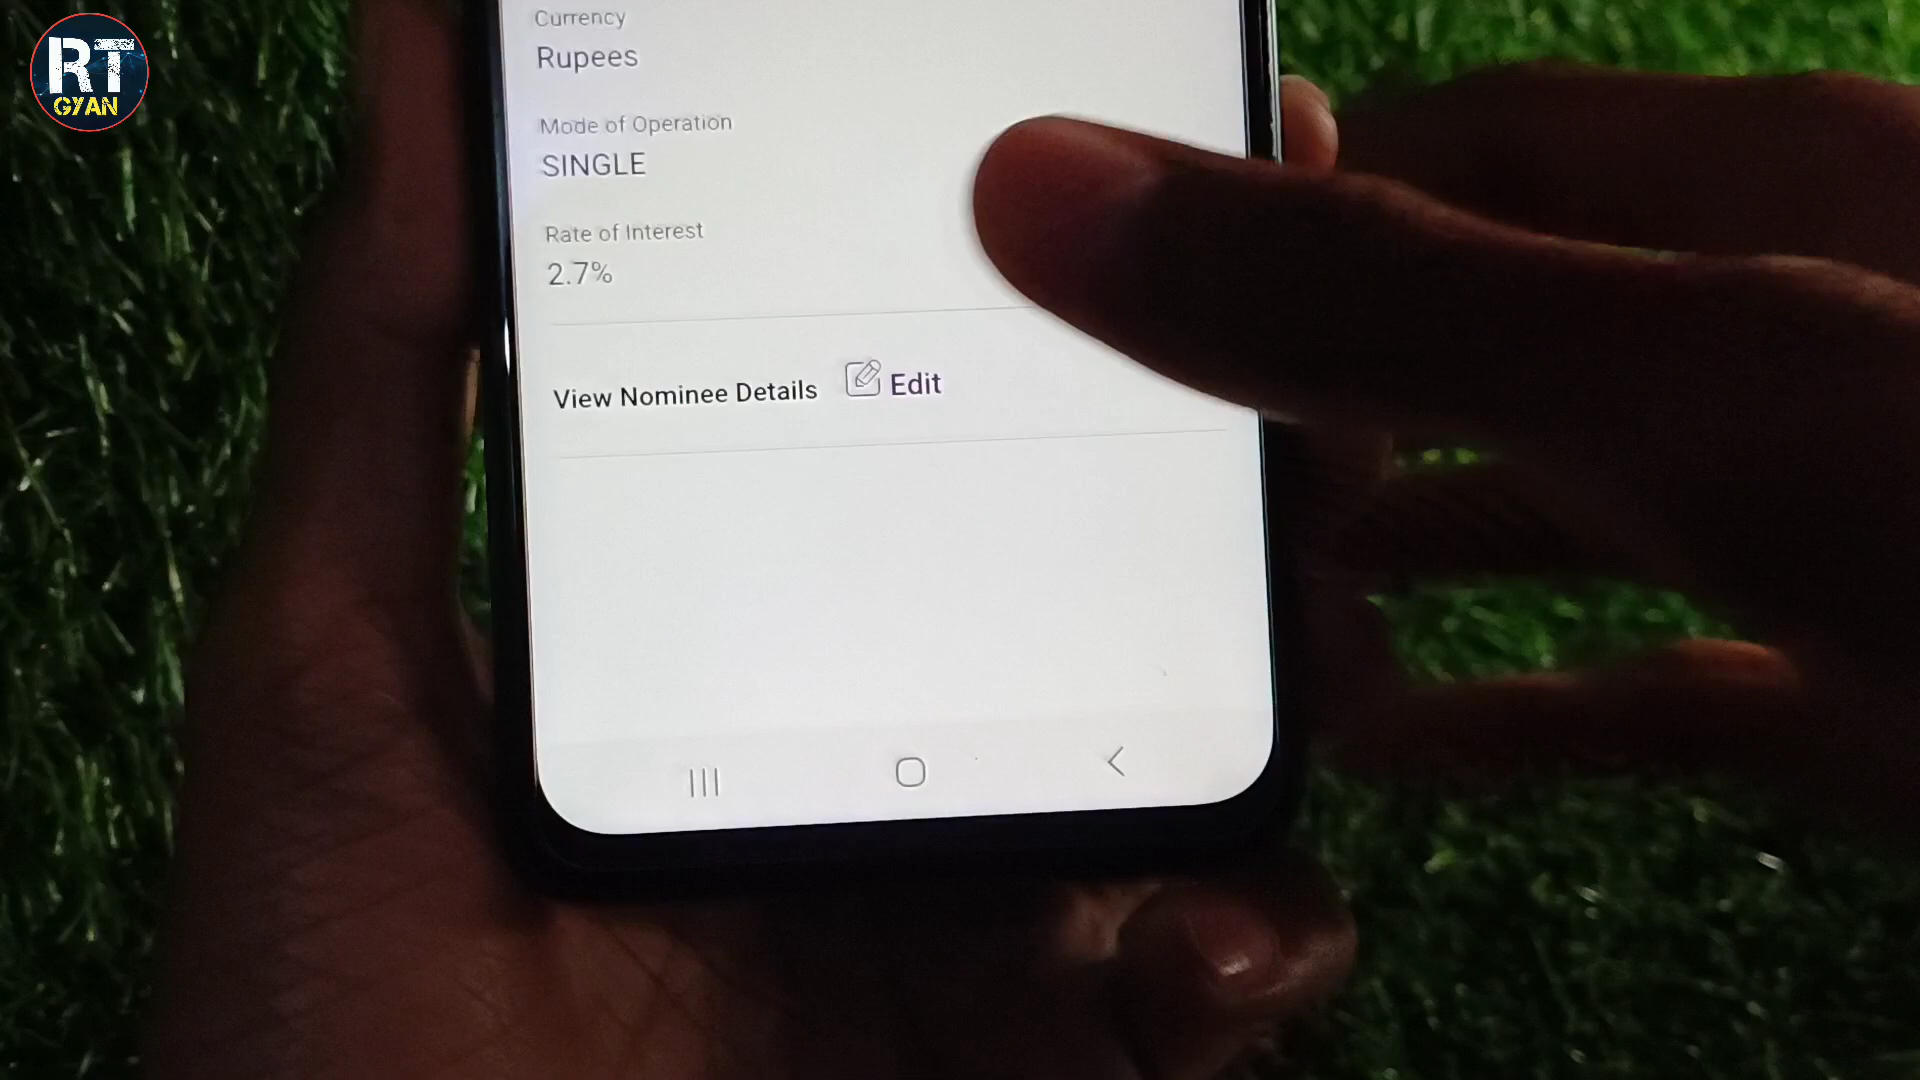 RT
GYAN
Currency
Rupees
Mode of Operation
SINGLE
Rate of Interest
2.7%
View Nominee Details Edit